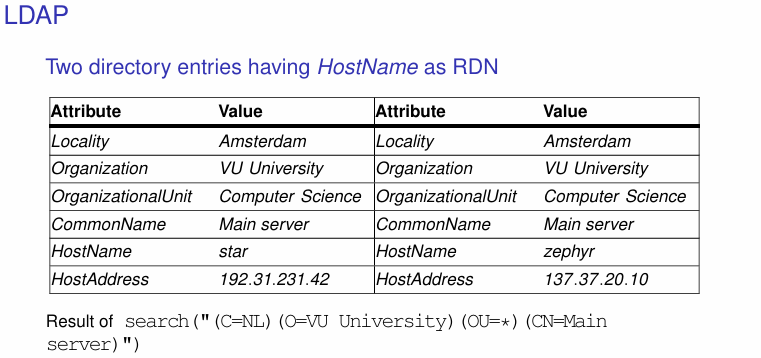 LDAP
Two directory entries having HostName as RDN
Attribute Value Attribute Value
Locality Amsterdam Locality Amsterdam
Organization VU University Organization VU University
OrganizationalUnit Computer Science OrganizationalUnit Computer Science
CommonName Main server CommonName Main server
HostName star HostName zephyr
HostAddress 192.31.231.42 HostAddress 137.37.20.10
Result of search("(C=NL)(O=VU University)(OU=*)(CN=Main
server)")